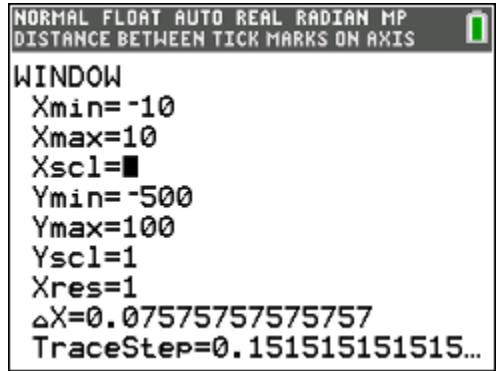 NORMAL FLOAT AUTO REAL RADIAN MP
DISTANCE BETWEEN TICK MARKS ON AXIS
WINDOW
Xmin=-10
Xmax=10
Xscl=
Ymin=-500
Ymax=100
Yscl=1
Xres=1
△X=0.07575757575757
TraceStep=0.151515151515…